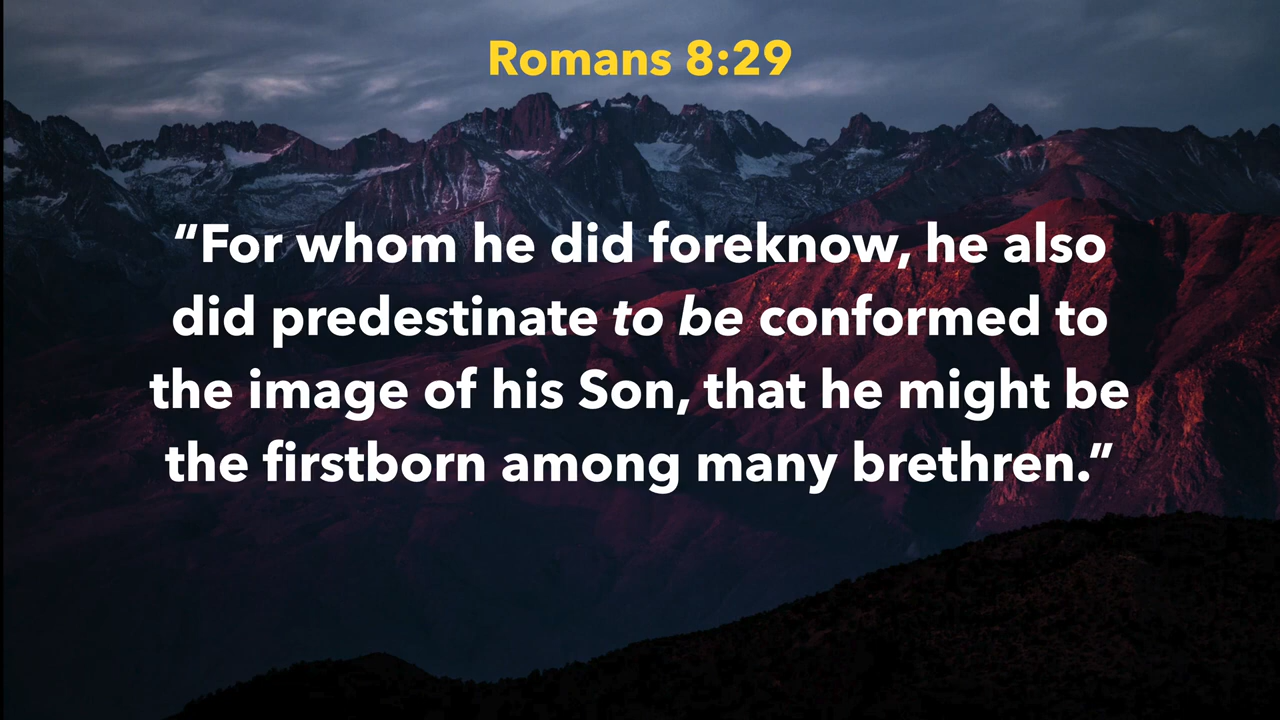 Romans 8:29
“For whom he did foreknow, he also
did predestinate to be conformed to
the image of his Son, that he might be
the firstborn among many brethren.”